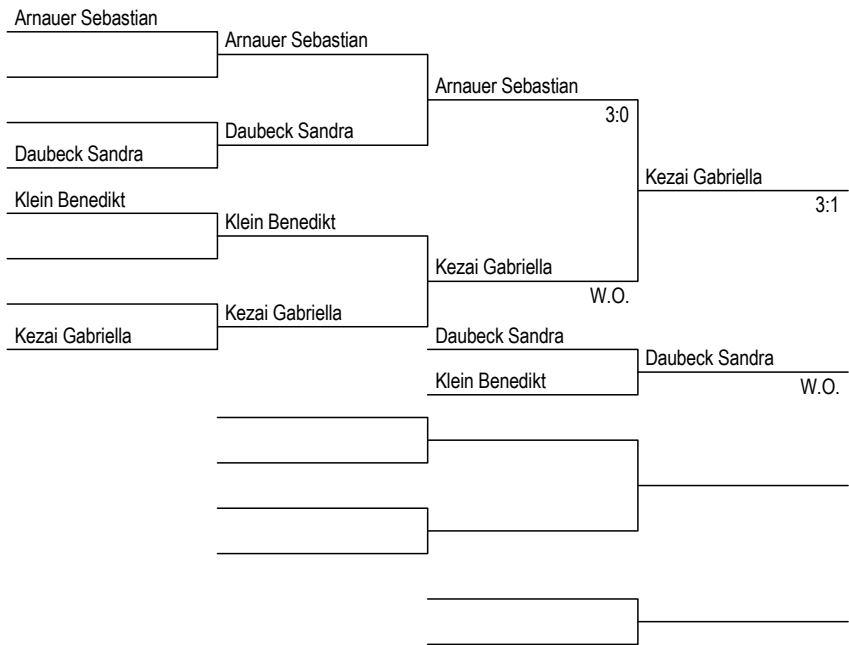 Arnauer Sebastian
Arnauer Sebastian
Arnauer Sebastian
3:0
Daubeck Sandra
Daubeck Sandra
Kezai Gabriella
3:1
Klein Benedikt
Klein Benedikt
Kezai Gabriella
W.O.
Kezai Gabriella
Kezai Gabriella
Daubeck Sandra
Daubeck Sandra
W.O.
Klein Benedikt